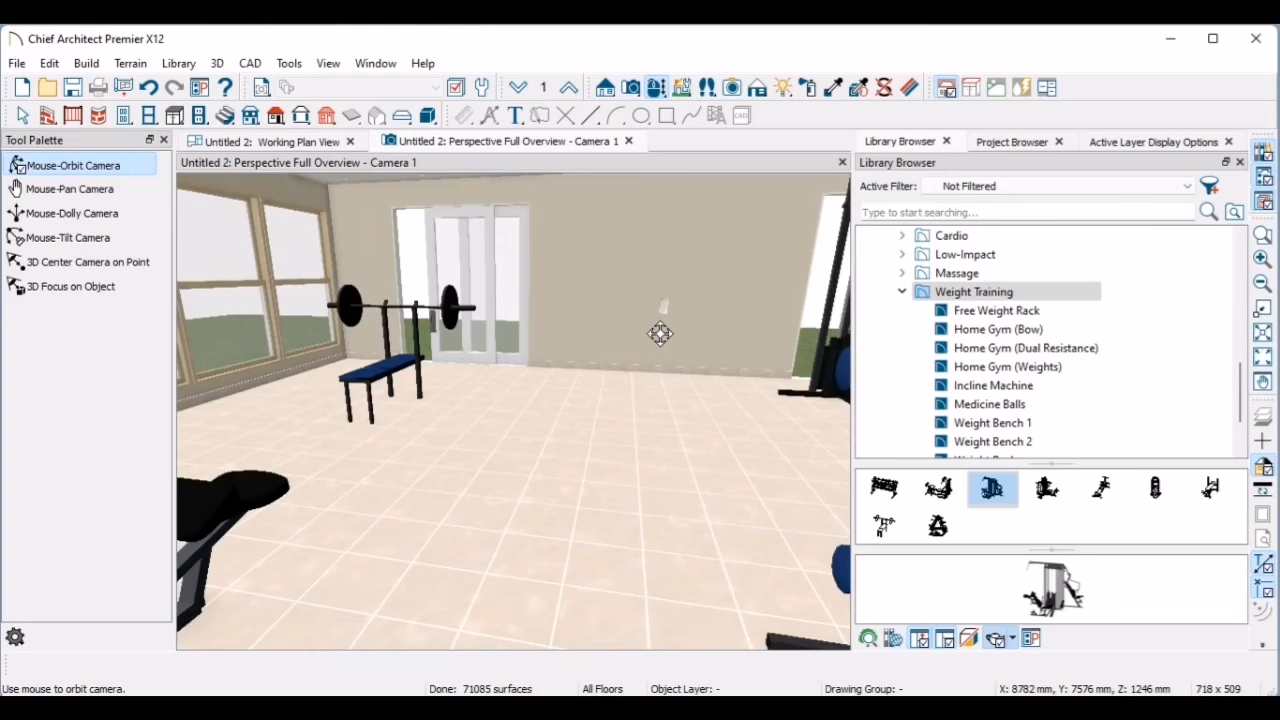 Chief Architect Premier X12
File Edit Build Terrain Library 3D CAD Tools View Window Help
1
Tool Palette
Untitled 2: Working Plan View
Untitled 2: Perspective Full Overview - Camera 1
Library Browser
Project Browser
Active Layer Display Options
Mouse-Orbit Camera
Mouse-Pan Camera
Mouse-Dolly Camera
Mouse-Tilt Camera
3D Center Camera on Point
3D Focus on Object
Untitled 2: Perspective Full Overview - Camera 1
Library Browser
Active Filter: Not Filtered
Type to start searching...
Cardio
Low-Impact
Massage
Weight Training
Free Weight Rack
Home Gym (Bow)
Home Gym (Dual Resistance)
Home Gym (Weights)
Incline Machine
Medicine Balls
Weight Bench 1
Weight Bench 2
Use mouse to orbit camera.
Done: 71085 surfaces
All Floors
Object Layer: -
Drawing Group: -
X: 8782 mm, Y: 7576 mm, Z: 1246 mm
718 x 509